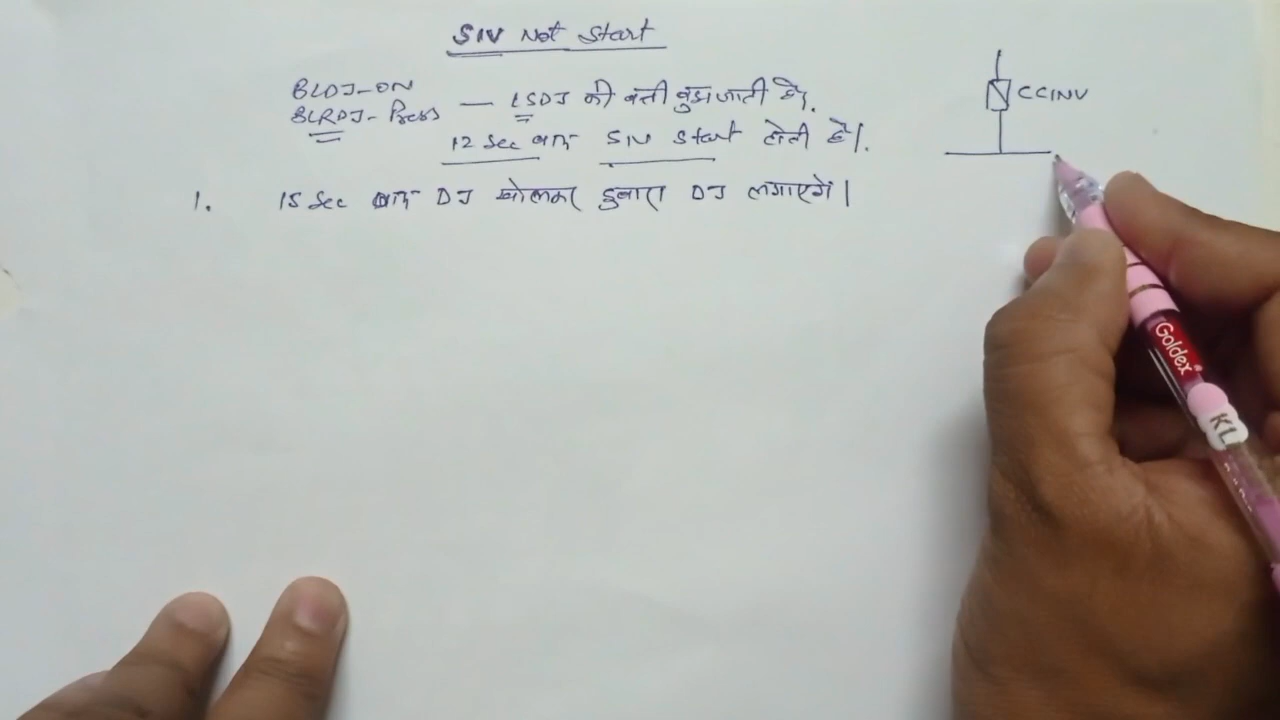 SIV Not Start
BLDJ-ON
BLRDJ-Press — LSDJ की बत्ती बुझ जाती है.
12 Sec बाद SIV Start होती है।.
1. 15 Sec बाद DJ खोलकर दुबारा DJ लगाएगें।
CCINV
Goldex
KL